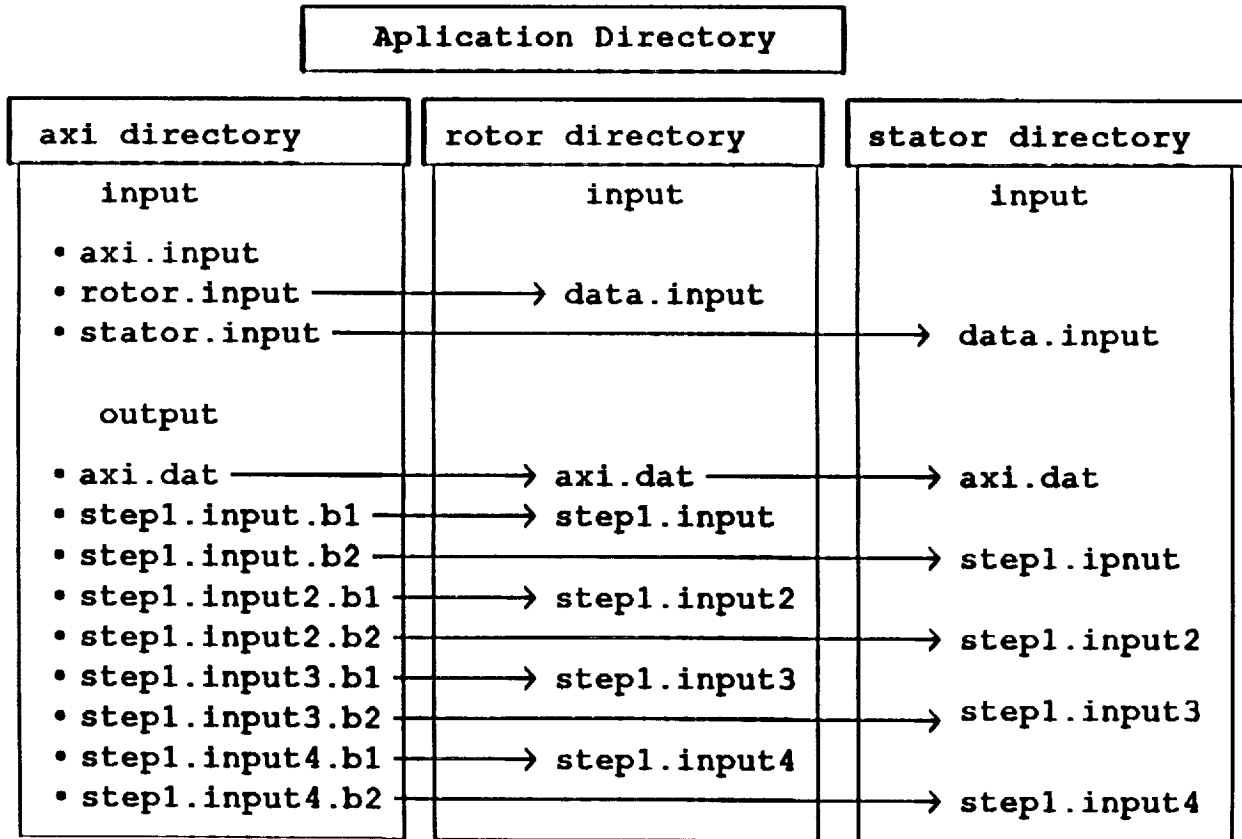 Aplication Directory
axi directory
rotor directory
stator directory
input
input
input
• axi.input
• rotor.input → data.input
• stator.input → data.input
output
• axi.dat → axi.dat → axi.dat
• step1.input.b1 → step1.input
• step1.input.b2 → step1.ipnut
• step1.input2.b1 → step1.input2
• step1.input2.b2 → step1.input2
• step1.input3.b1 → step1.input3
• step1.input3.b2 → step1.input3
• step1.input4.b1 → step1.input4
• step1.input4.b2 → step1.input4